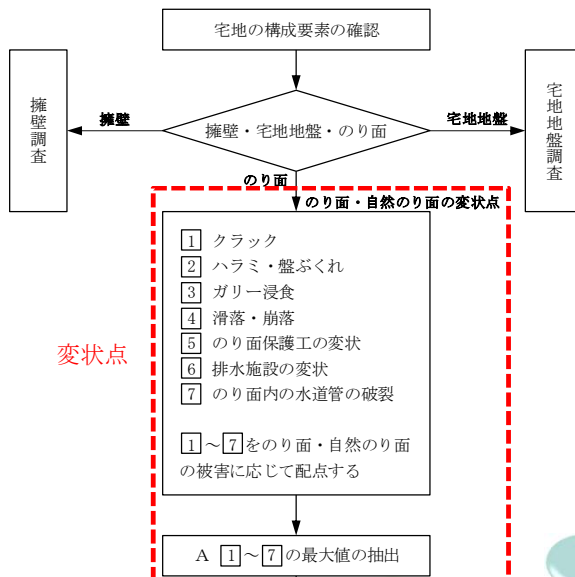 宅地の構成要素の確認
擁壁調査
擁壁
擁壁・宅地地盤・のり面
宅地地盤
宅地地盤調査
のり面
のり面・自然のり面の変状点
変状点
1 クラック
2 ハラミ・盤ぶくれ
3 ガリー浸食
4 滑落・崩落
5 のり面保護工の変状
6 排水施設の変状
7 のり面内の水道管の破裂
1～7をのり面・自然のり面
の被害に応じて配点する
A 1～7の最大値の抽出